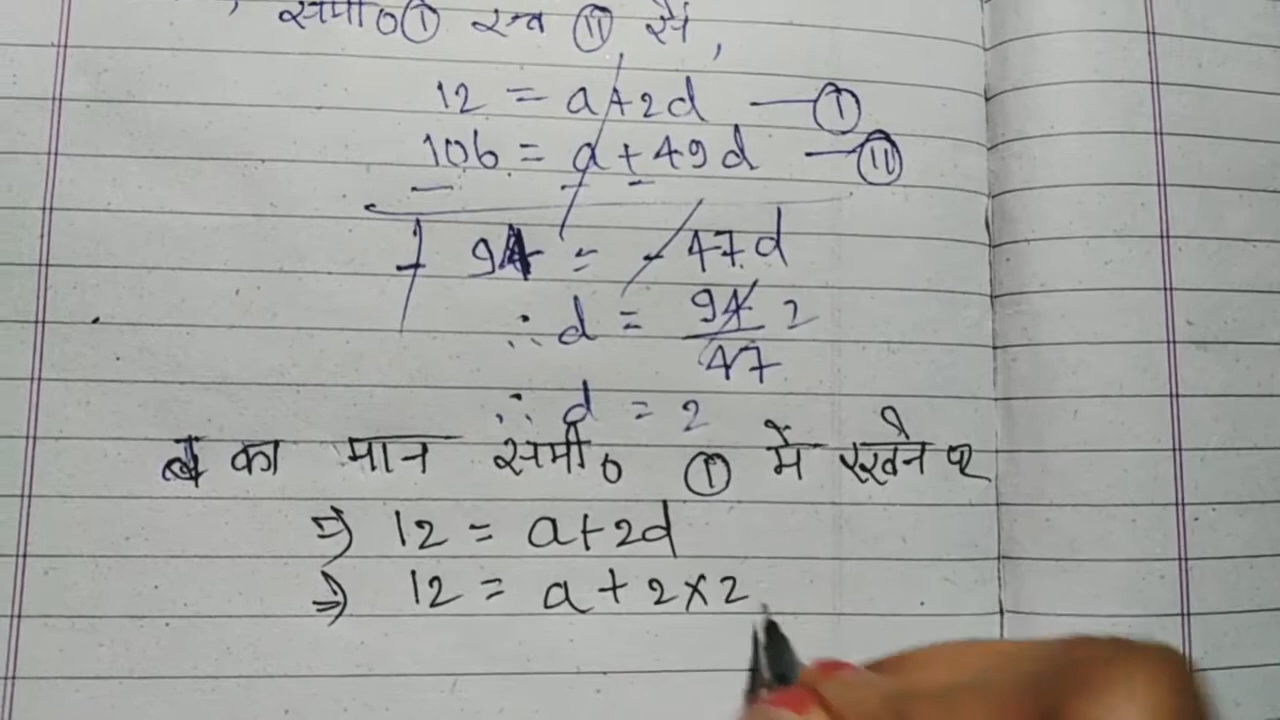 समी० (I) एवं (II) से,
12 = a + 2d — (I)
106 = a + 49d — (II)
- - -
- 94 = - 47d
∴ d = 94/47 2
∴ d = 2
d का मान समी० (I) में रखने पर
⇒ 12 = a + 2d
⇒ 12 = a + 2 × 2